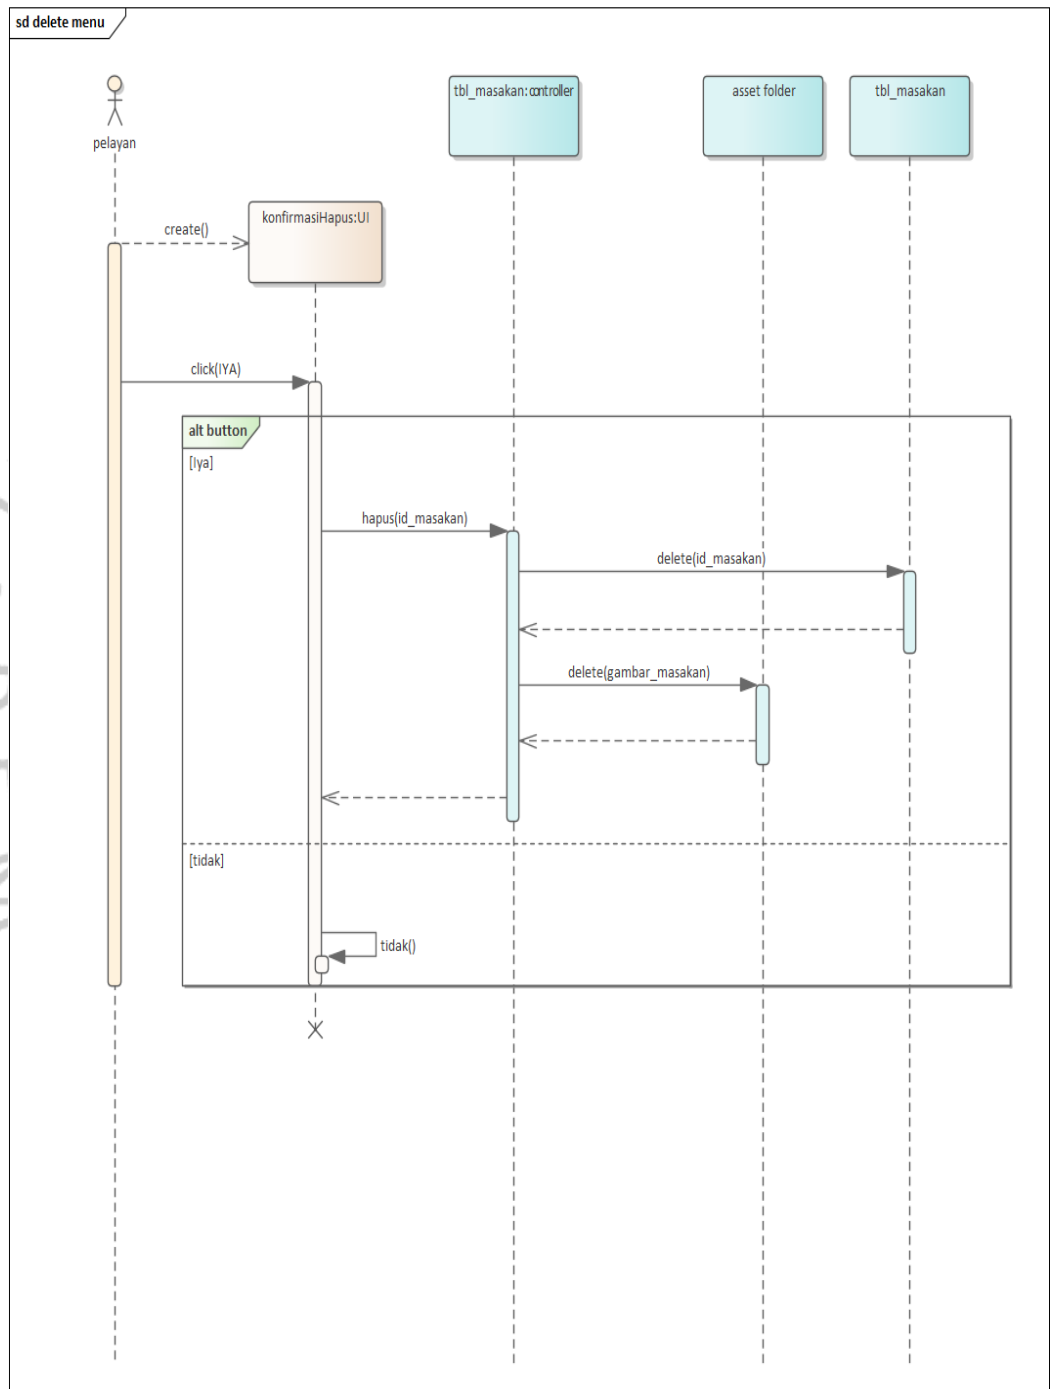 sd delete menu
pelayan
tbl_masakan:controller
asset folder
tbl_masakan
konfirmasiHapus:UI
create()
click(IYA)
alt button
[Iya]
hapus(id_masakan)
delete(id_masakan)
delete(gambar_masakan)
[tidak]
tidak()